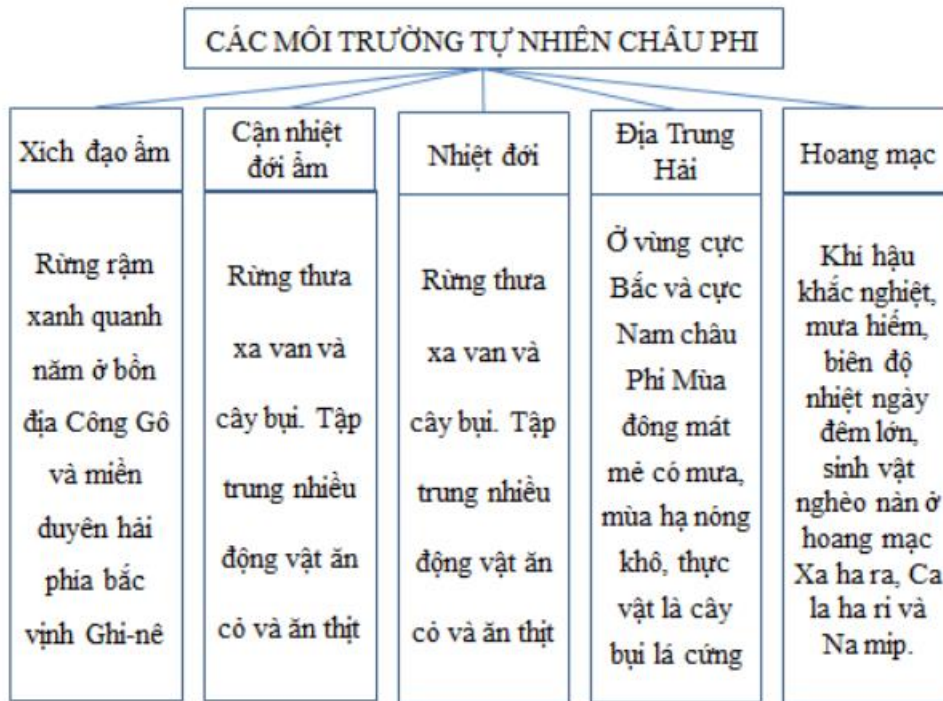 CÁC MÔI TRƯỜNG TỰ NHIÊN CHÂU PHI
Xích đạo ẩm
Rừng rậm
xanh quanh
năm ở bồn
địa Công Gô
và miền
duyên hải
phía bắc
vịnh Ghi-nê
Cận nhiệt
đới ẩm
Rừng thưa
xa van và
cây bụi. Tập
trung nhiều
động vật ăn
cỏ và ăn thịt
Nhiệt đới
Rừng thưa
xa van và
cây bụi. Tập
trung nhiều
động vật ăn
cỏ và ăn thịt
Địa Trung
Hải
Ở vùng cực
Bắc và cực
Nam châu
Phi Mùa
đông mát
mẻ có mưa,
mùa hạ nóng
khô, thực
vật là cây
bụi lá cứng
Hoang mạc
Khí hậu
khắc nghiệt,
mưa hiếm,
biên độ
nhiệt ngày
đêm lớn,
sinh vật
nghèo nàn ở
hoang mạc
Xa ha ra, Ca
la ha ri và
Na mip.